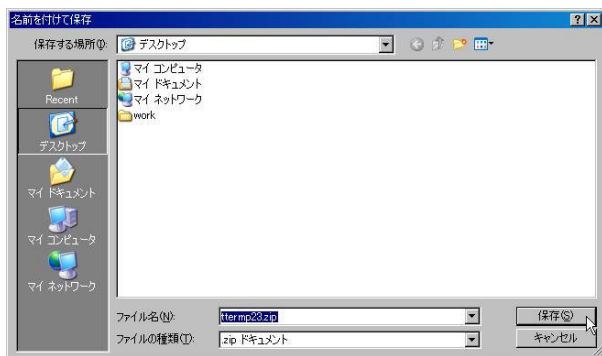 名前を付けて保存
保存する場所(I): デスクトップ
Recent
デスクトップ
マイ ドキュメント
マイ コンピュータ
マイ ネットワーク
マイ コンピュータ
マイ ドキュメント
マイ ネットワーク
work
ファイル名(N): ttermp23.zip 保存(S)
ファイルの種類(T): .zip ドキュメント キャンセル